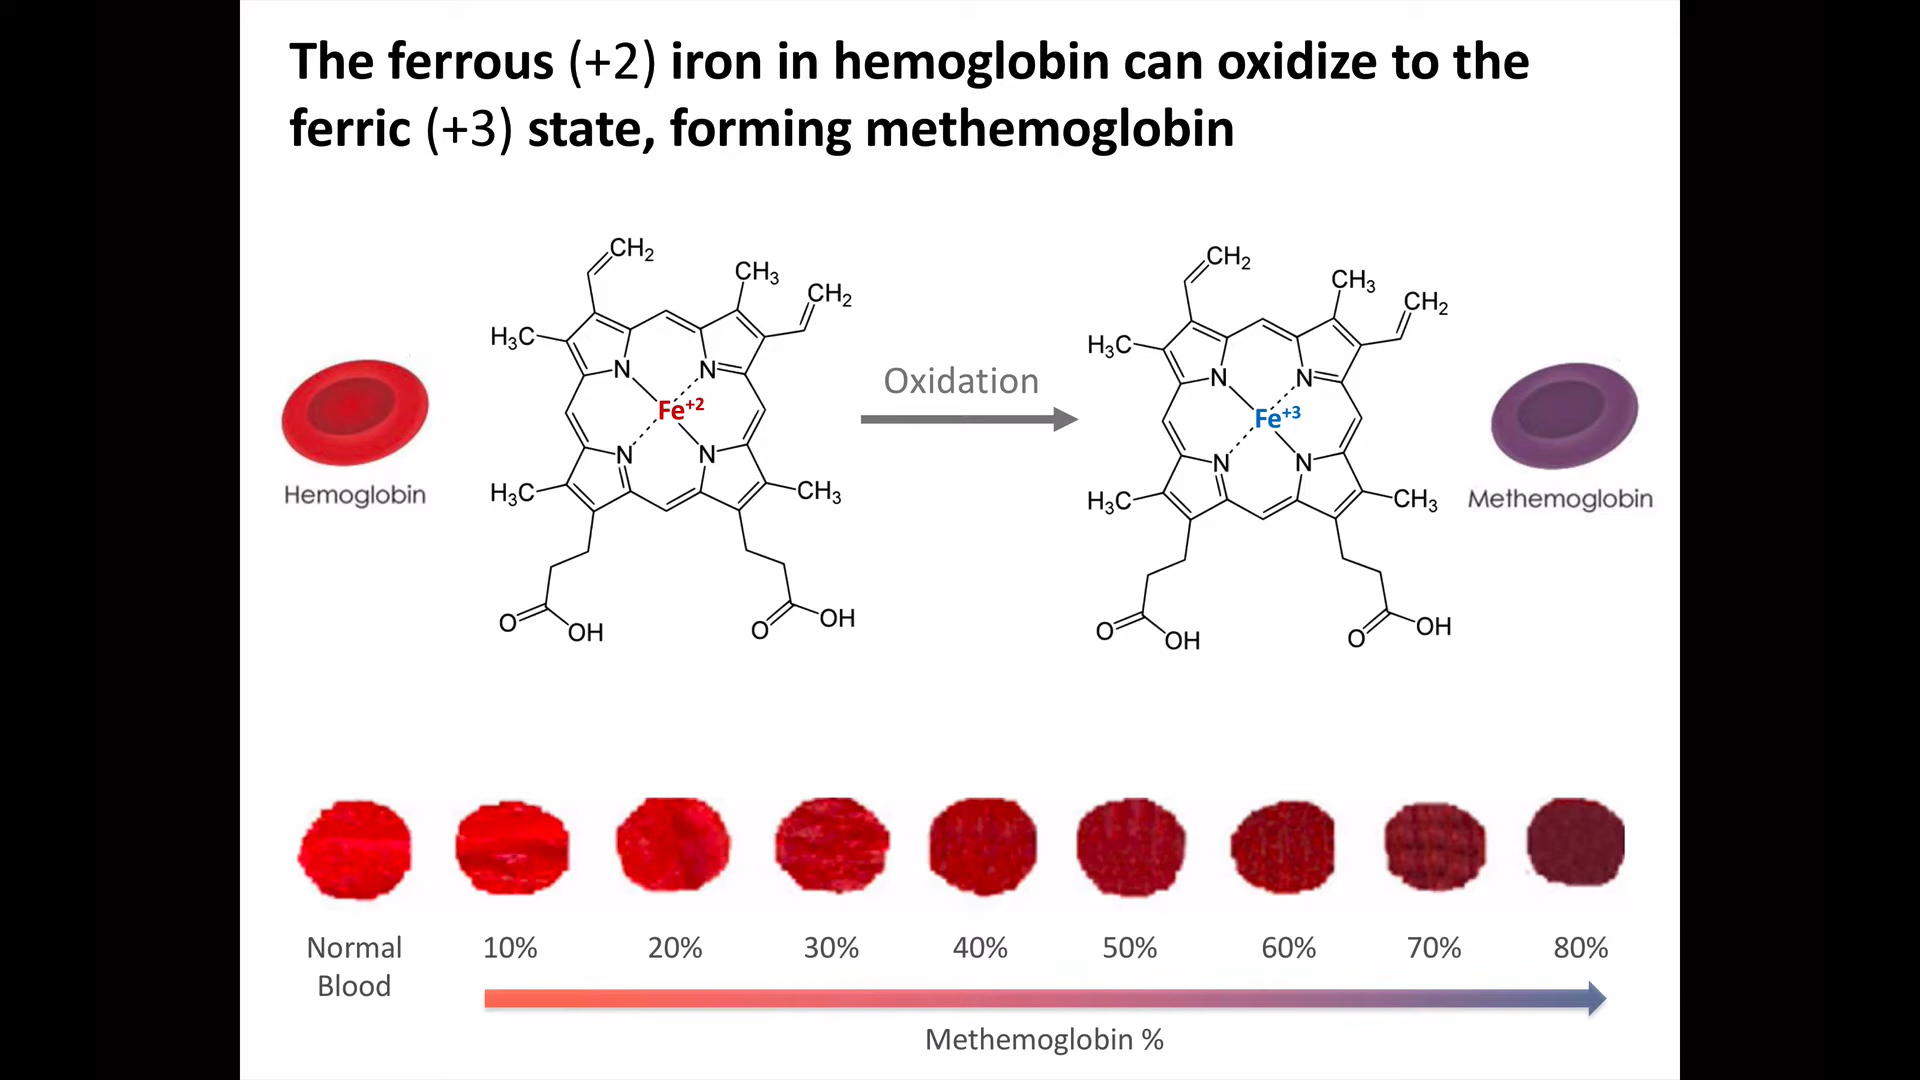 The ferrous (+2) iron in hemoglobin can oxidize to the
ferric (+3) state, forming methemoglobin
CH₂
CH₃
CH₂
H₃C
N
N
Fe⁺²
N
N
H₃C
CH₃
O
OH
O
OH
Hemoglobin
Oxidation
CH₂
CH₃
CH₂
H₃C
N
N
Fe⁺³
N
N
H₃C
CH₃
O
OH
O
OH
Methemoglobin
Normal
Blood
10%
20%
30%
40%
50%
60%
70%
80%
Methemoglobin %